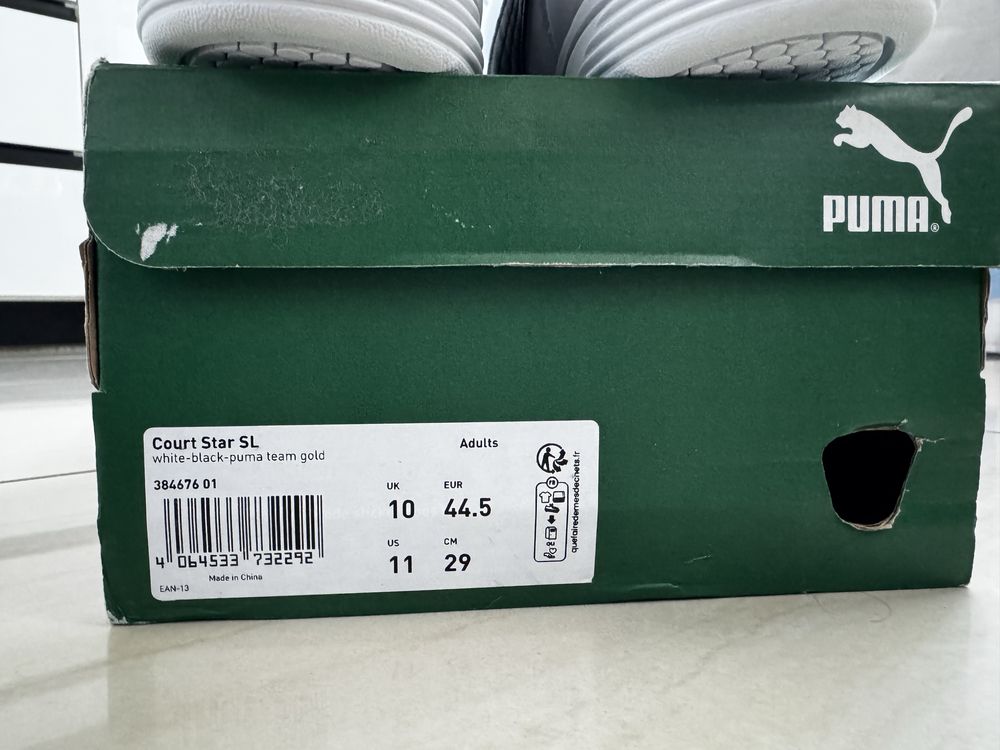 PUMA®
Court Star SL
Adults
white-black-puma team gold
384676 01
UK
EUR
10
44.5
US
CM
11
29
4 064533 732292
Made in China
EAN-13
FR
quefairedemesdechets.fr